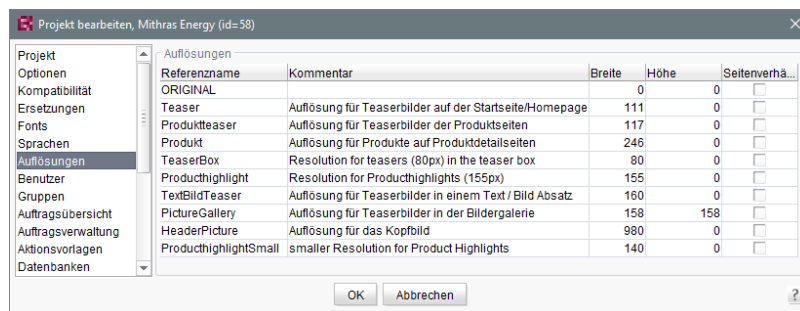 Projekt bearbeiten, Mithras Energy (id=58)
Projekt
Optionen
Kompatibilität
Ersetzungen
Fonts
Sprachen
Auflösungen
Benutzer
Gruppen
Auftragsübersicht
Auftragsverwaltung
Aktionsvorlagen
Datenbanken
Auflösungen
Referenzname Kommentar Breite Höhe Seitenverhä...
ORIGINAL 0 0
Teaser Auflösung für Teaserbilder auf der Startseite/Homepage 111 0
Produktteaser Auflösung für Teaserbilder der Produktseiten 117 0
Produkt Auflösung für Produkte auf Produktdetailseiten 246 0
TeaserBox Resolution for teasers (80px) in the teaser box 80 0
Producthighlight Resolution for Producthighlights (155px) 155 0
TextBildTeaser Auflösung für Teaserbilder in einem Text / Bild Absatz 160 0
PictureGallery Auflösung für Teaserbilder in der Bildergalerie 158 158
HeaderPicture Auflösung für das Kopfbild 980 0
ProducthighlightSmall smaller Resolution for Product Highlights 140 0
OK Abbrechen ?